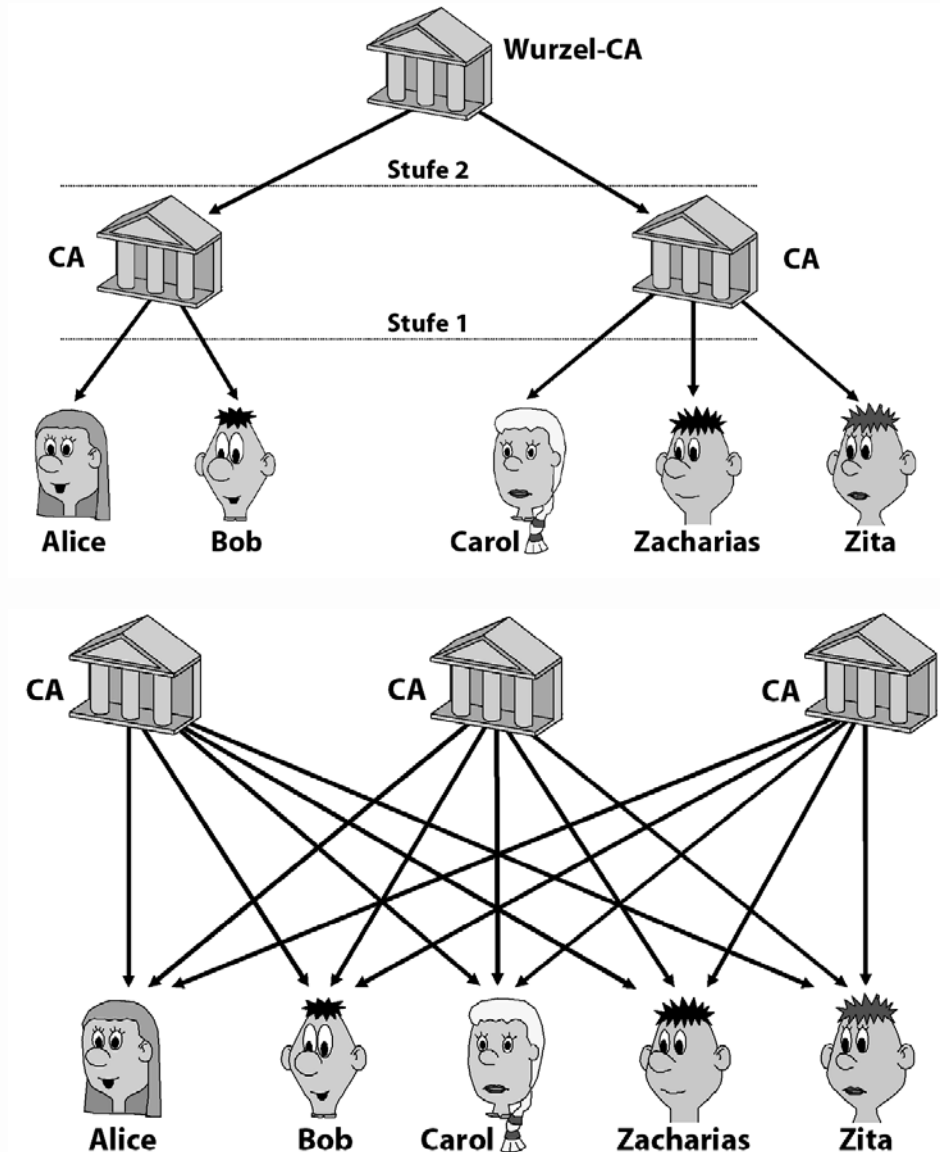 Wurzel-CA
Stufe 2
CA
CA
Stufe 1
Alice
Bob
Carol
Zacharias
Zita
CA
CA
CA
Alice
Bob
Carol
Zacharias
Zita